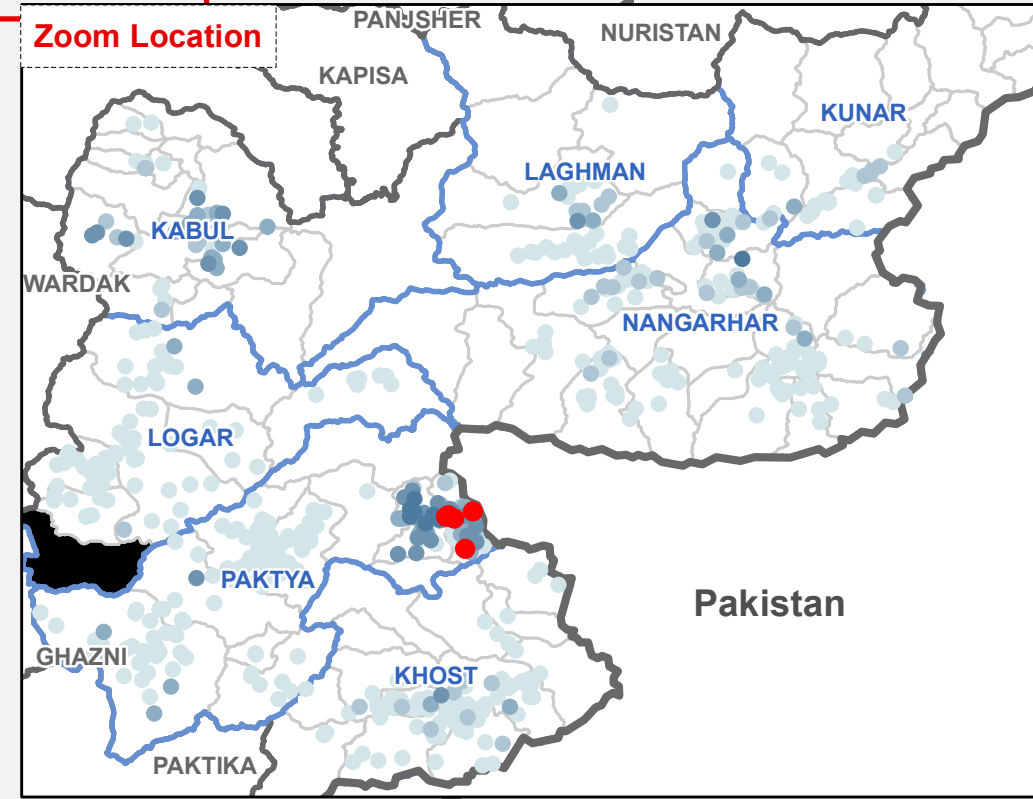 PANJSHER
Zoom Location
NURISTAN
KAPISA
KUNAR
LAGHMAN
KABUL
WARDAK
NANGARHAR
LOGAR
PAKTYA
Pakistan
GHAZNI
KHOST
PAKTIKA